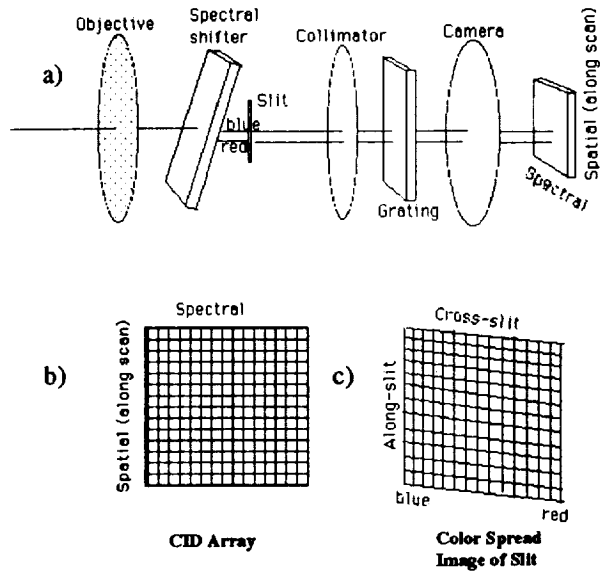 Objective
Spectral
shifter
Collimator
Camera
a)
Slit
blue
red
Grating
Spectral
Spatial (along scan)
Spectral
b)
Spatial (along scan)
CID Array
c)
Cross-slit
Along-slit
blue
red
Color Spread
Image of Slit